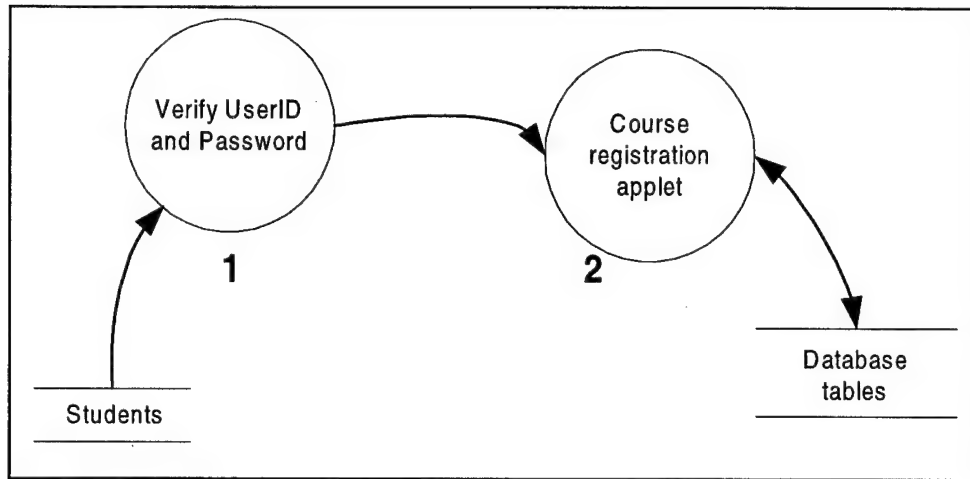 Verify UserID
and Password
1
Course
registration
applet
2
Students
Database
tables